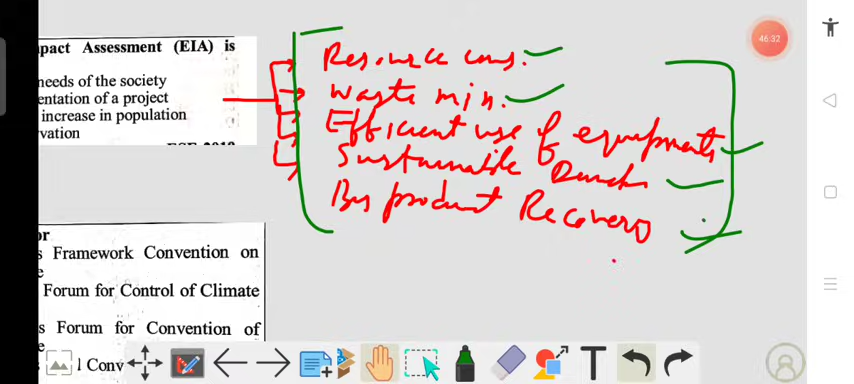 pact Assessment (EIA) is
needs of the society
entation of a project
increase in population
vation
Resource cons.
Waste min.
Efficient use of equipments
Sustainable
By product Recovery
46:32
or
s Framework Convention on
e
Forum for Control of Climate
s Forum for Convention of
e
l Conv
T